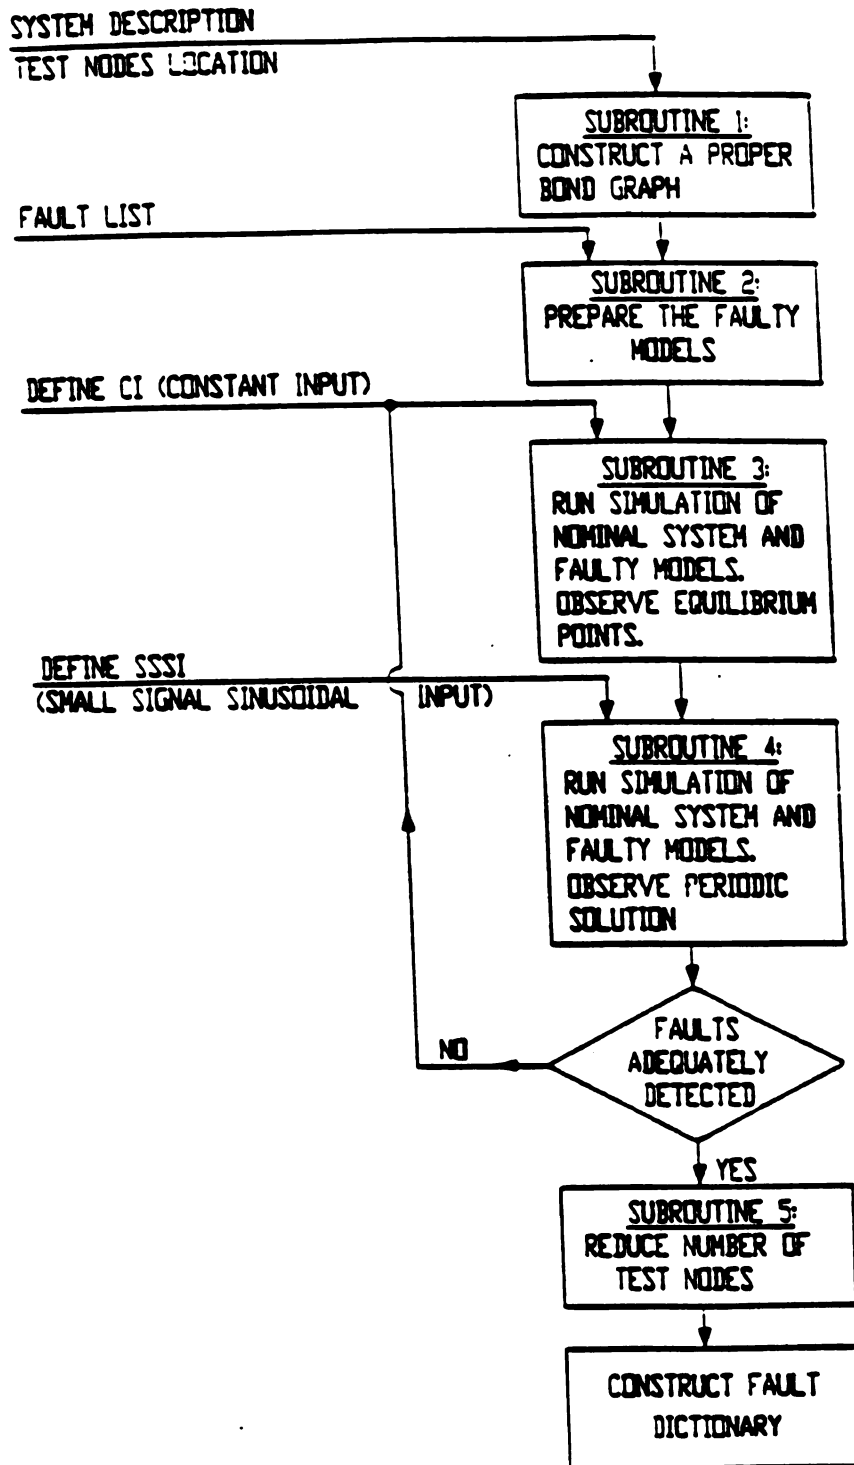 SYSTEM DESCRIPTION
TEST NODES LOCATION
SUBROUTINE 1:
CONSTRUCT A PROPER
BOND GRAPH
FAULT LIST
SUBROUTINE 2:
PREPARE THE FAULTY
MODELS
DEFINE CI (CONSTANT INPUT)
SUBROUTINE 3:
RUN SIMULATION OF
NOMINAL SYSTEM AND
FAULTY MODELS.
OBSERVE EQUILIBRIUM
POINTS.
DEFINE SSSI
(SMALL SIGNAL SINUSOIDAL INPUT)
SUBROUTINE 4:
RUN SIMULATION OF
NOMINAL SYSTEM AND
FAULTY MODELS.
OBSERVE PERIODIC
SOLUTION
FAULTS
ADEQUATELY
DETECTED
NO
YES
SUBROUTINE 5:
REDUCE NUMBER OF
TEST NODES
CONSTRUCT FAULT
DICTIONARY